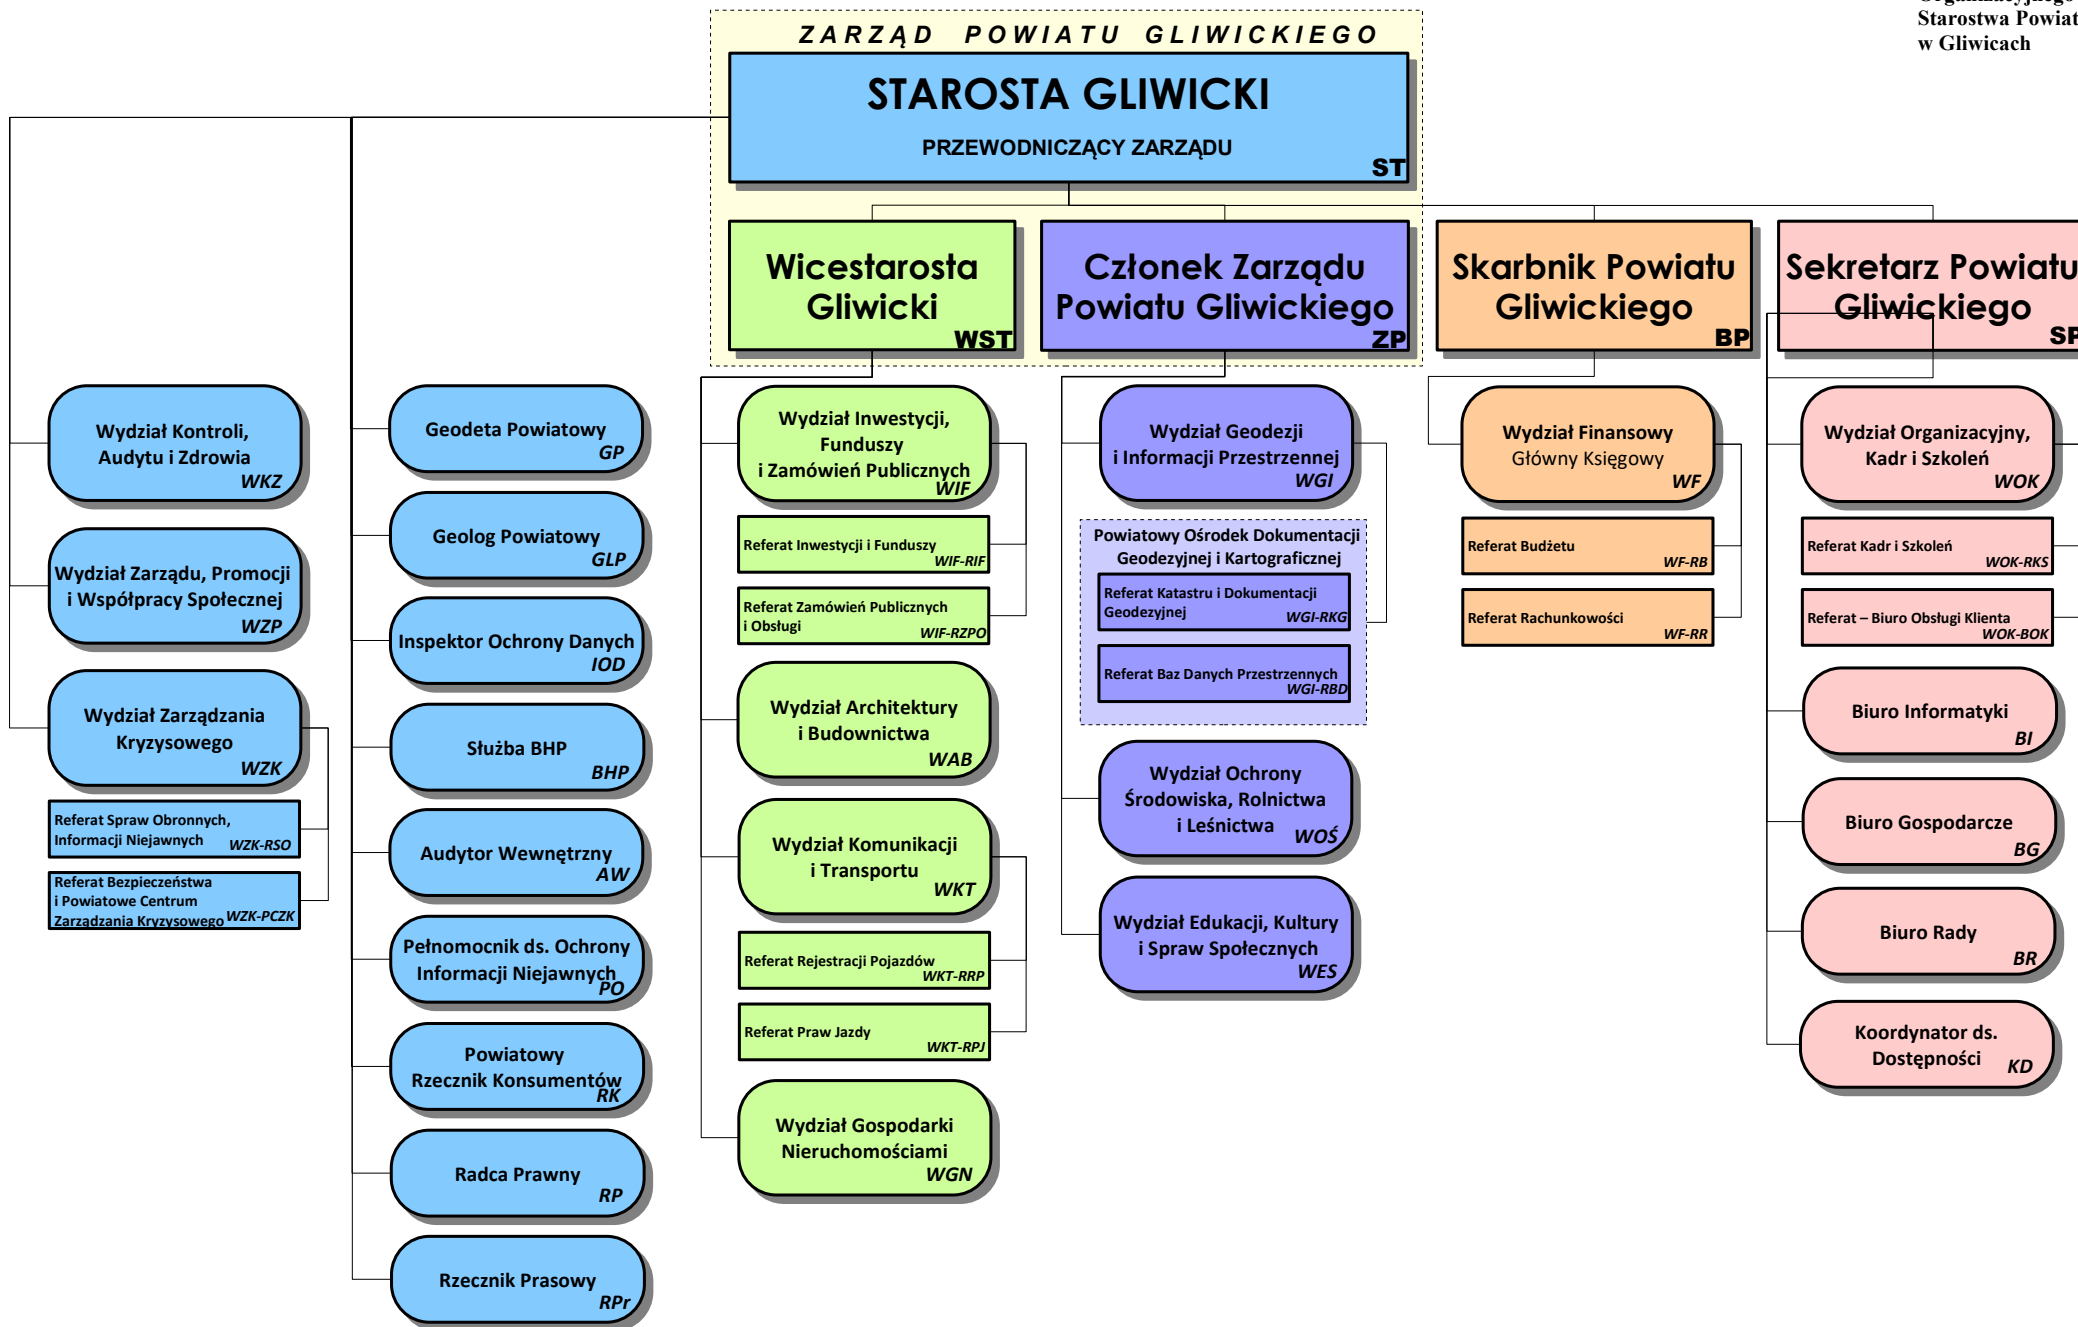 Starostwa Powiat
w Gliwicach
ZARZĄD POWIATU GLIWICKIEGO
STAROSTA GLIWICKI
PRZEWODNICZĄCY ZARZĄDU
ST
Wicestarosta
Gliwicki
WST
Członek Zarządu
Powiatu Gliwickiego
ZP
Skarbnik Powiatu
Gliwickiego
BP
Sekretarz Powiatu
Gliwickiego
SP
Wydział Kontroli,
Audytu i Zdrowia
WKZ
Wydział Zarządu, Promocji
i Współpracy Społecznej
WZP
Wydział Zarządzania
Kryzysowego
WZK
Referat Spraw Obronnych,
Informacji Niejawnych WZK-RSO
Referat Bezpieczeństwa
i Powiatowe Centrum
Zarządzania Kryzysowego WZK-PCZK
Geodeta Powiatowy
GP
Geolog Powiatowy
GLP
Inspektor Ochrony Danych
IOD
Służba BHP
BHP
Audytor Wewnętrzny
AW
Pełnomocnik ds. Ochrony
Informacji Niejawnych
PO
Powiatowy
Rzecznik Konsumentów
RK
Radca Prawny
RP
Rzecznik Prasowy
RPr
Wydział Inwestycji,
Funduszy
i Zamówień Publicznych
WIF
Referat Inwestycji i Funduszy
WIF-RIF
Referat Zamówień Publicznych
i Obsługi WIF-RZPO
Wydział Architektury
i Budownictwa
WAB
Wydział Komunikacji
i Transportu
WKT
Referat Rejestracji Pojazdów
WKT-RRP
Referat Praw Jazdy
WKT-RPJ
Wydział Gospodarki
Nieruchomościami
WGN
Wydział Geodezji
i Informacji Przestrzennej
WGI
Powiatowy Ośrodek Dokumentacji
Geodezyjnej i Kartograficznej
Referat Katastru i Dokumentacji
Geodezyjnej WGI-RKG
Referat Baz Danych Przestrzennych
WGI-RBD
Wydział Ochrony
Środowiska, Rolnictwa
i Leśnictwa WOŚ
Wydział Edukacji, Kultury
i Spraw Społecznych
WES
Wydział Finansowy
Główny Księgowy
WF
Referat Budżetu
WF-RB
Referat Rachunkowości
WF-RR
Wydział Organizacyjny,
Kadr i Szkoleń
WOK
Referat Kadr i Szkoleń
WOK-RKS
Referat – Biuro Obsługi Klienta
WOK-BOK
Biuro Informatyki
BI
Biuro Gospodarcze
BG
Biuro Rady
BR
Koordynator ds.
Dostępności KD